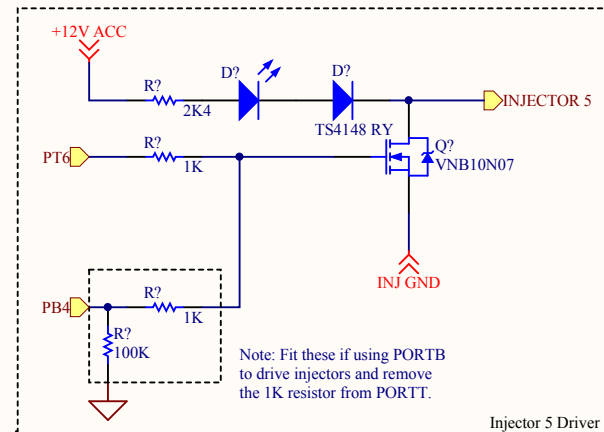 +12V ACC
R?
2K4
D?
D?
TS4148 RY
INJECTOR 5
PT6
R?
1K
Q?
VNB10N07
INJ GND
PB4
R?
1K
R?
100K
Note: Fit these if using PORTB
to drive injectors and remove
the 1K resistor from PORTT.
Injector 5 Driver